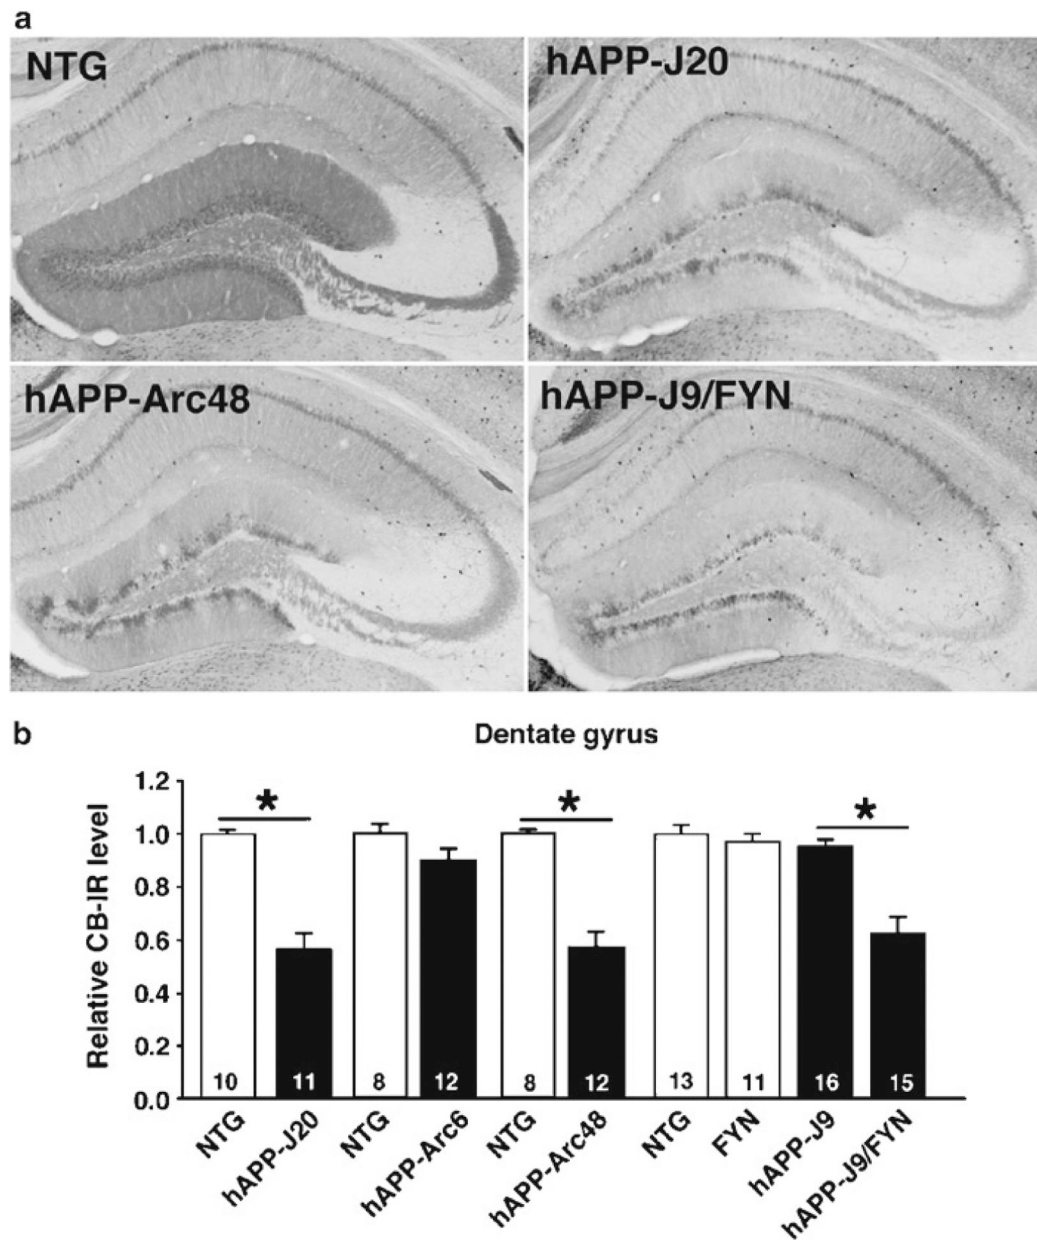 a
NTG
hAPP-J20
hAPP-Arc48
hAPP-J9/FYN
b
Dentate gyrus
Relative CB-IR level
1.2
1.0
0.8
0.6
0.4
0.2
0.0
* * *
10 11 8 12 8 12 13 11 16 15
NTG hAPP-J20 NTG hAPP-Arc6 NTG hAPP-Arc48 NTG FYN hAPP-J9 hAPP-J9/FYN